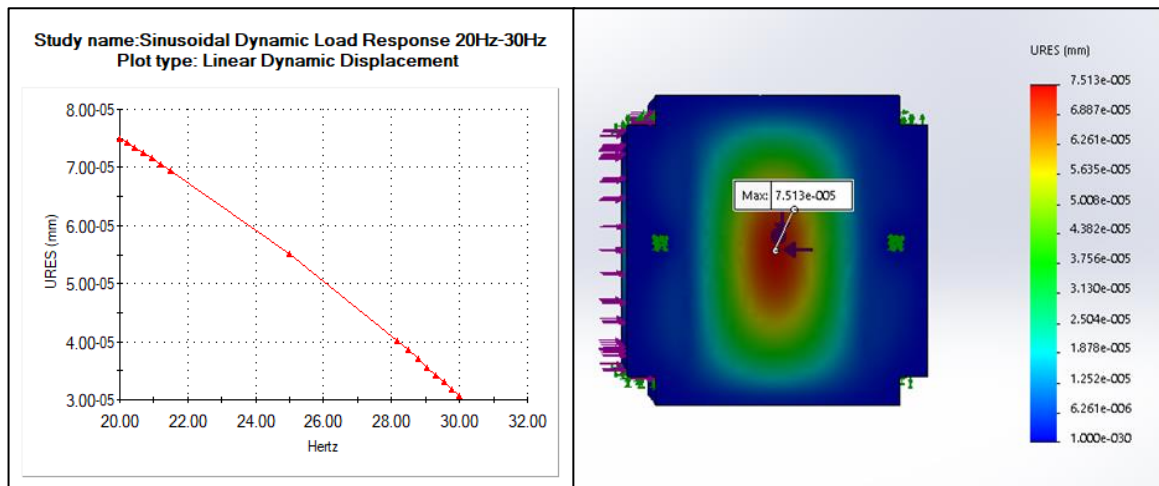 Study name:Sinusoidal Dynamic Load Response 20Hz-30Hz
Plot type: Linear Dynamic Displacement
8.00-05
7.00-05
6.00-05
5.00-05
4.00-05
3.00-05
URES (mm)
20.00 22.00 24.00 26.00 28.00 30.00 32.00
Hertz
Max: 7.513e-005
URES (mm)
7.513e-005
6.887e-005
6.261e-005
5.635e-005
5.008e-005
4.382e-005
3.756e-005
3.130e-005
2.504e-005
1.878e-005
1.252e-005
6.261e-006
1.000e-030